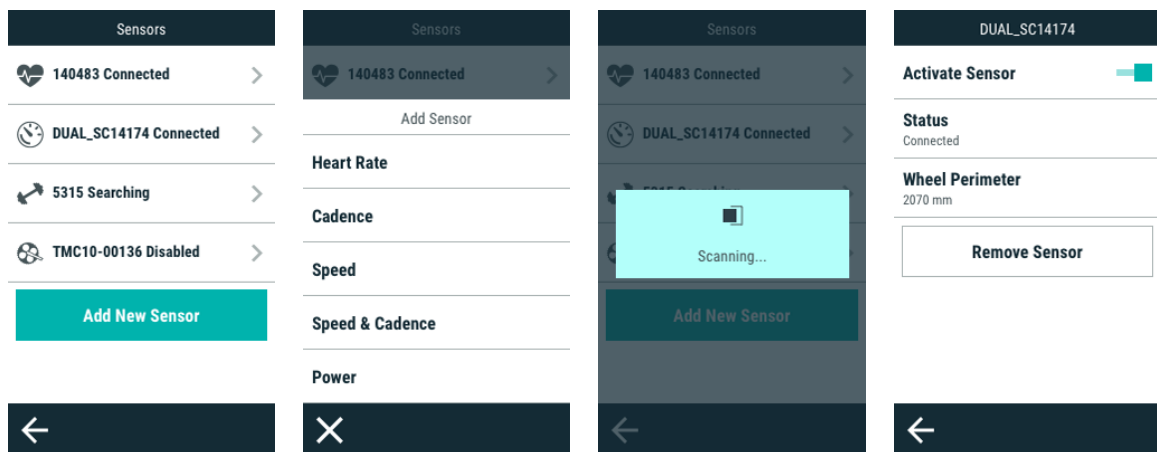 Sensors
140483 Connected
DUAL_SC14174 Connected
5315 Searching
TMC10-00136 Disabled
Add New Sensor
Sensors
140483 Connected
Add Sensor
Heart Rate
Cadence
Speed
Speed & Cadence
Power
Sensors
140483 Connected
DUAL_SC14174 Connected
5315 Searching
Scanning...
Add New Sensor
DUAL_SC14174
Activate Sensor
Status
Connected
Wheel Perimeter
2070 mm
Remove Sensor